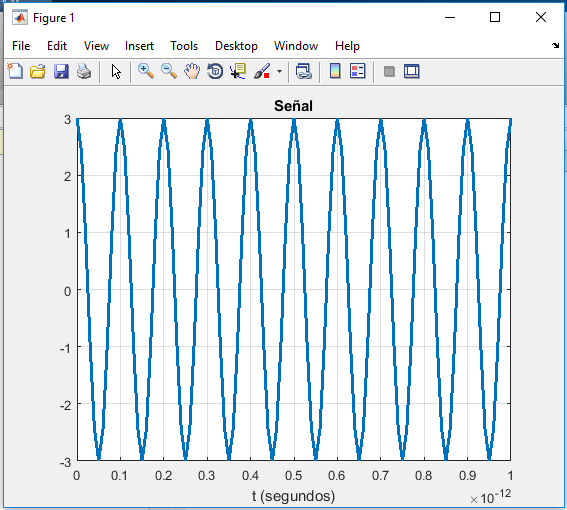 Figure 1
File Edit View Insert Tools Desktop Window Help
Señal
3
2
1
0
-1
-2
-3
0 0.1 0.2 0.3 0.4 0.5 0.6 0.7 0.8 0.9 1
t (segundos)
×10-12